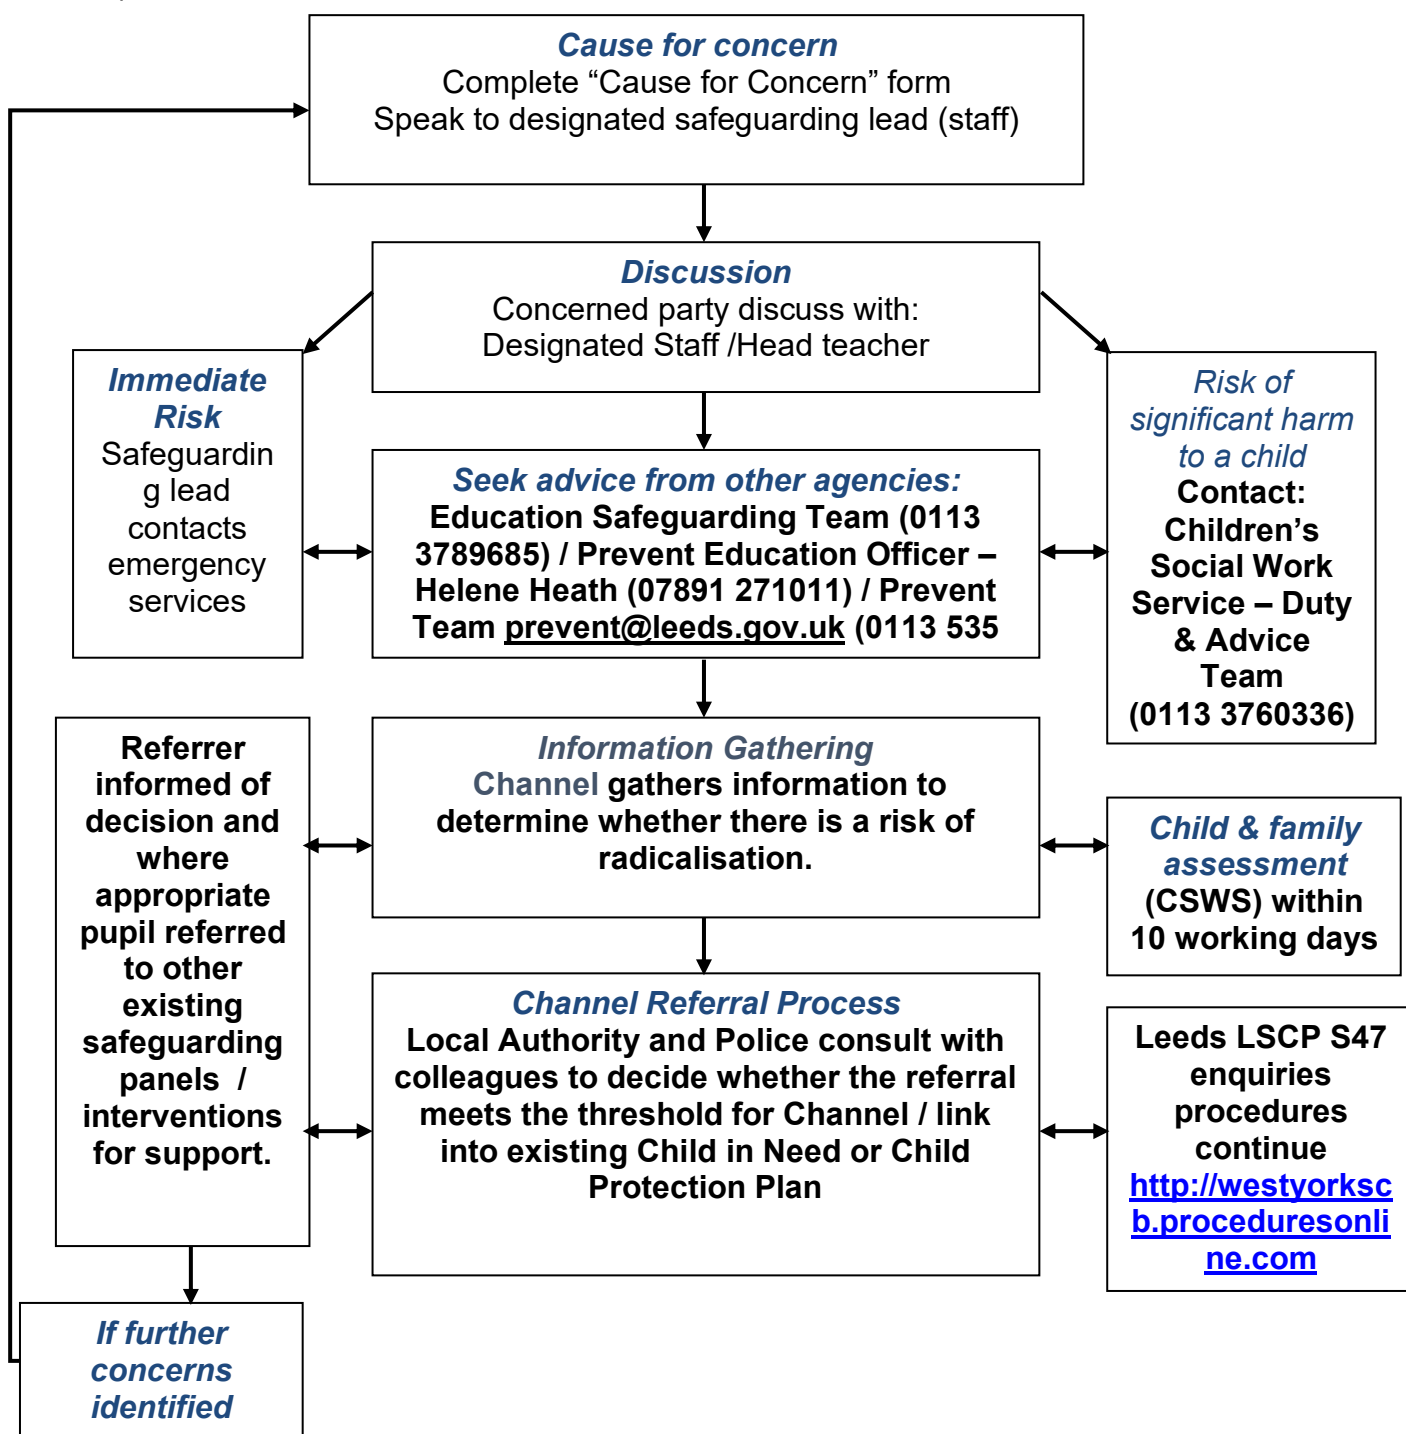 Cause for concern
Complete “Cause for Concern” form
Speak to designated safeguarding lead (staff)
Discussion
Concerned party discuss with:
Designated Staff /Head teacher
Immediate
Risk
Safeguardin
g lead
contacts
emergency
services
Seek advice from other agencies:
Education Safeguarding Team (0113
3789685) / Prevent Education Officer –
Helene Heath (07891 271011) / Prevent
Team prevent@leeds.gov.uk (0113 535
Risk of
significant harm
to a child
Contact:
Children’s
Social Work
Service – Duty
& Advice
Team
(0113 3760336)
Referrer
informed of
decision and
where
appropriate
pupil referred
to other
existing
safeguarding
panels /
interventions
for support.
Information Gathering
Channel gathers information to
determine whether there is a risk of
radicalisation.
Child & family
assessment
(CSWS) within
10 working days
Channel Referral Process
Local Authority and Police consult with
colleagues to decide whether the referral
meets the threshold for Channel / link
into existing Child in Need or Child
Protection Plan
Leeds LSCP S47
enquiries
procedures
continue
http://westyorksc
b.proceduresonli
ne.com
If further
concerns
identified